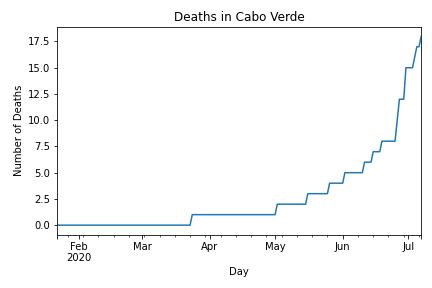 Deaths in Cabo Verde
Number of Deaths
17.5
15.0
12.5
10.0
7.5
5.0
2.5
0.0
Feb
2020
Mar
Apr
May
Jun
Jul
Day